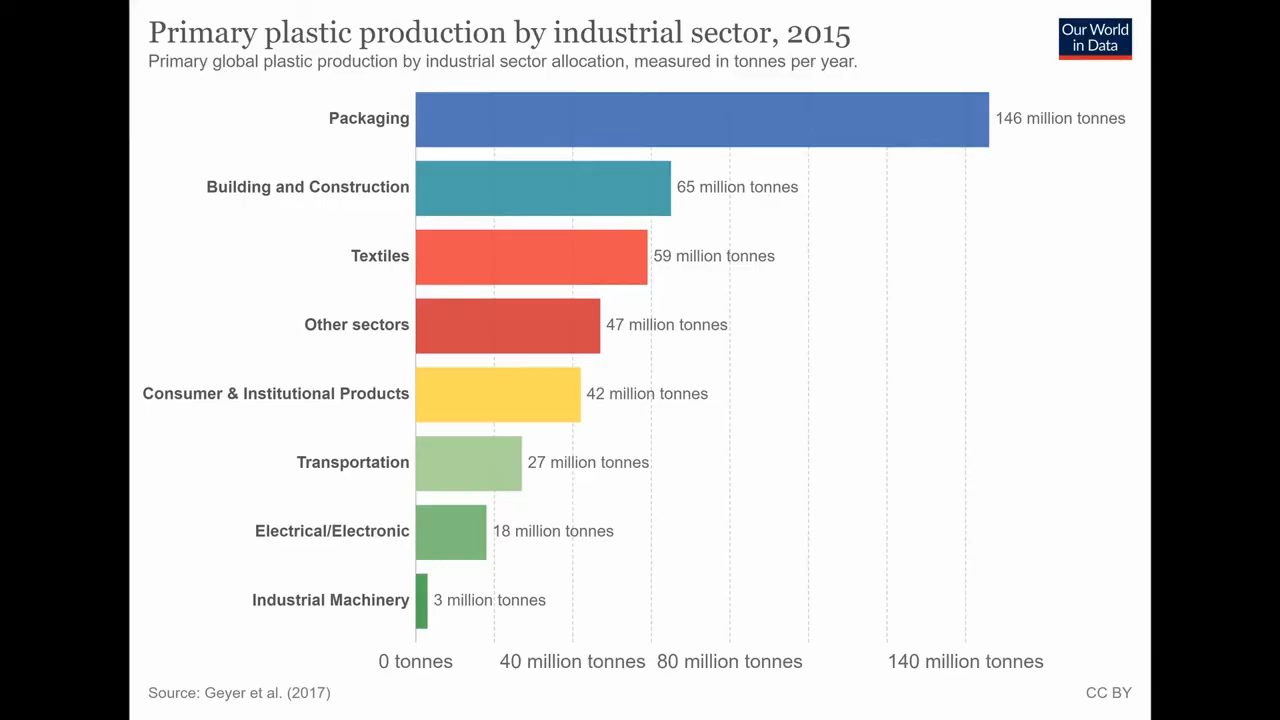 Primary plastic production by industrial sector, 2015
Our World
in Data
Primary global plastic production by industrial sector allocation, measured in tonnes per year.
Packaging 146 million tonnes
Building and Construction 65 million tonnes
Textiles 59 million tonnes
Other sectors 47 million tonnes
Consumer & Institutional Products 42 million tonnes
Transportation 27 million tonnes
Electrical/Electronic 18 million tonnes
Industrial Machinery 3 million tonnes
0 tonnes 40 million tonnes 80 million tonnes 140 million tonnes
Source: Geyer et al. (2017) CC BY